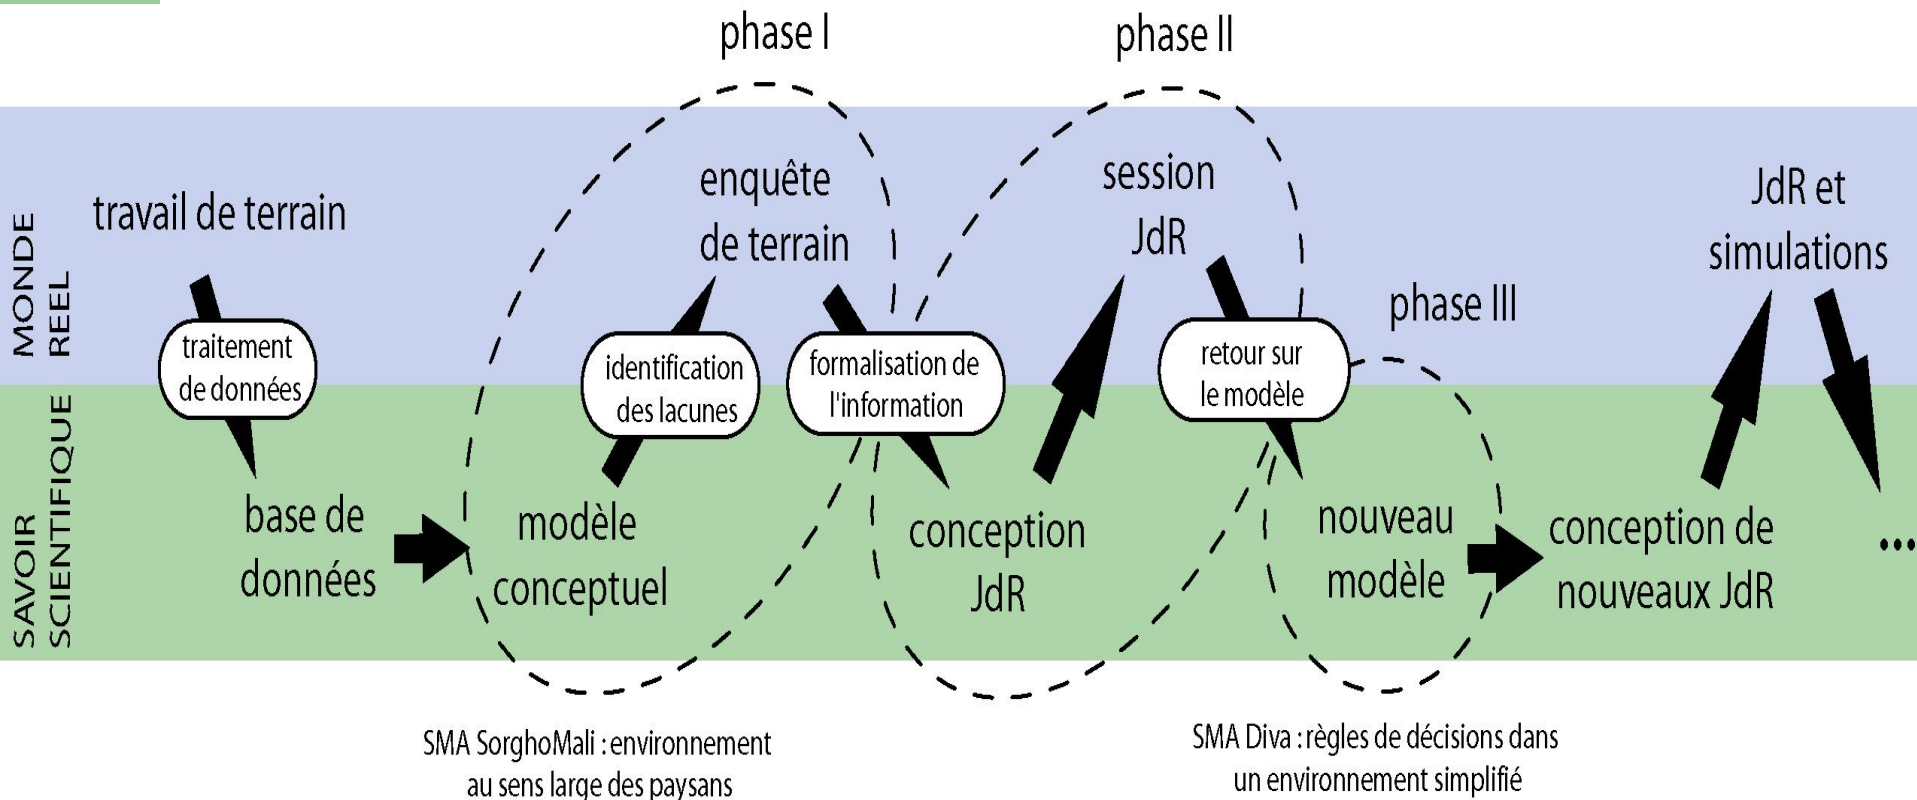 phase I
phase II
MONDE
REEL
travail de terrain
enquête
de terrain
session
JdR
JdR et
simulations
phase III
traitement
de données
identification
des lacunes
formalisation de
l'information
retour sur
le modèle
SAVOIR
SCIENTIFIQUE
base de
données
modèle
conceptuel
conception
JdR
nouveau
modèle
conception de
nouveaux JdR
...
SMA SorghoMali : environnement
au sens large des paysans
SMA Diva : règles de décisions dans
un environnement simplifié